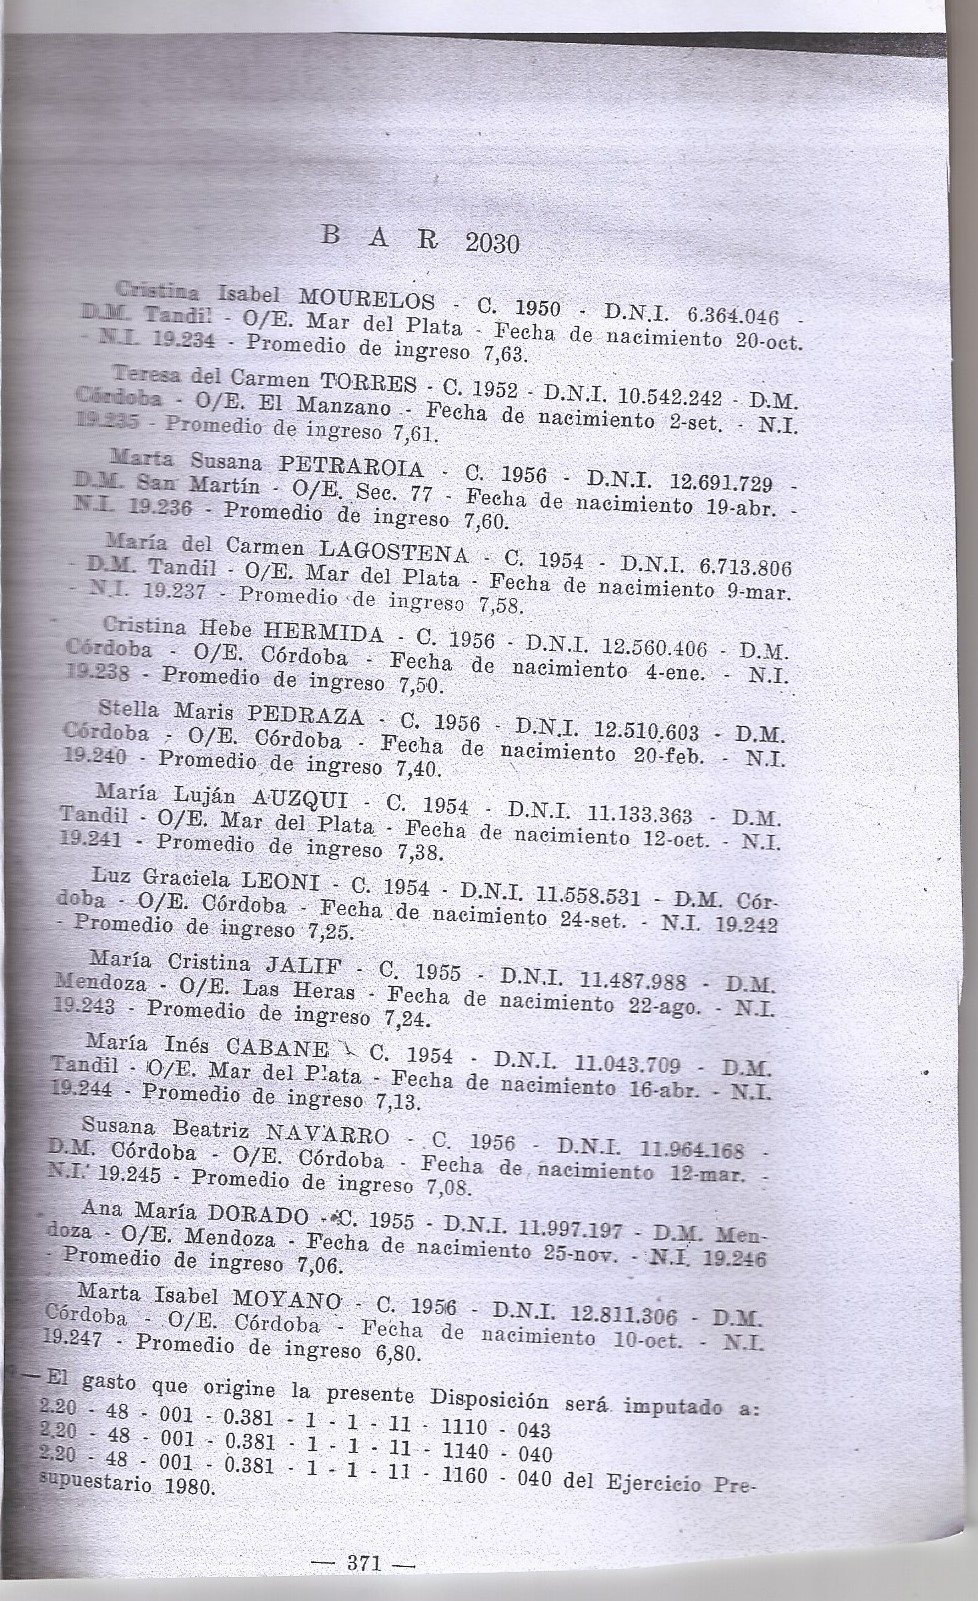 B A R 2030
Cristina Isabel MOURELOS - C. 1950 - D.N.I. 6.364.046 -
D.M. Tandil - O/E. Mar del Plata - Fecha de nacimiento 20-oct.
- N.I. 19.234 - Promedio de ingreso 7,63.
Teresa del Carmen TORRES - C. 1952 - D.N.I. 10.542.242 - D.M.
Córdoba - O/E. El Manzano - Fecha de nacimiento 2-set. - N.I.
19.235 - Promedio de ingreso 7,61.
Marta Susana PETRAROIA - C. 1956 - D.N.I. 12.691.729 -
D.M. San Martín - O/E. Sec. 77 - Fecha de nacimiento 19-abr. -
N.I. 19.236 - Promedio de ingreso 7,60.
María del Carmen LAGOSTENA - C. 1954 - D.N.I. 6.713.806
- D.M. Tandil - O/E. Mar del Plata - Fecha de nacimiento 9-mar.
- N.I. 19.237 - Promedio de ingreso 7,58.
Cristina Hebe HERMIDA - C. 1956 - D.N.I. 12.560.406 - D.M.
Córdoba - O/E. Córdoba - Fecha de nacimiento 4-ene. - N.I.
19.238 - Promedio de ingreso 7,50.
Stella Maris PEDRAZA - C. 1956 - D.N.I. 12.510.603 - D.M.
Córdoba - O/E. Córdoba - Fecha de nacimiento 20-feb. - N.I.
19.240 - Promedio de ingreso 7,40.
María Luján AUZQUI - C. 1954 - D.N.I. 11.133.363 - D.M.
Tandil - O/E. Mar del Plata - Fecha de nacimiento 12-oct. - N.I.
19.241 - Promedio de ingreso 7,38.
Luz Graciela LEONI - C. 1954 - D.N.I. 11.558.531 - D.M. Cór-
doba - O/E. Córdoba - Fecha de nacimiento 24-set. - N.I. 19.242
- Promedio de ingreso 7,25.
María Cristina JALIF - C. 1955 - D.N.I. 11.487.988 - D.M.
Mendoza - O/E. Las Heras - Fecha de nacimiento 22-ago. - N.I.
19.243 - Promedio de ingreso 7,24.
María Inés CABANE - C. 1954 - D.N.I. 11.043.709 - D.M.
Tandil - O/E. Mar del Plata - Fecha de nacimiento 16-abr. - N.I.
19.244 - Promedio de ingreso 7,13.
Susana Beatriz NAVARRO - C. 1956 - D.N.I. 11.964.168 -
D.M. Córdoba - O/E. Córdoba - Fecha de nacimiento 12-mar. -
N.I. 19.245 - Promedio de ingreso 7,08.
Ana María DORADO - C. 1955 - D.N.I. 11.997.197 - D.M. Men-
doza - O/E. Mendoza - Fecha de nacimiento 25-nov. - N.I. 19.246
- Promedio de ingreso 7,06.
Marta Isabel MOYANO - C. 1956 - D.N.I. 12.811.306 - D.M.
Córdoba - O/E. Córdoba - Fecha de nacimiento 10-oct. - N.I.
19.247 - Promedio de ingreso 6,80.
—El gasto que origine la presente Disposición será imputado a:
2.20 - 48 - 001 - 0.381 - 1 - 1 - 11 - 1110 - 043
2.20 - 48 - 001 - 0.381 - 1 - 1 - 11 - 1140 - 040
2.20 - 48 - 001 - 0.381 - 1 - 1 - 11 - 1160 - 040 del Ejercicio Pre-
supuestario 1980.
— 371 —